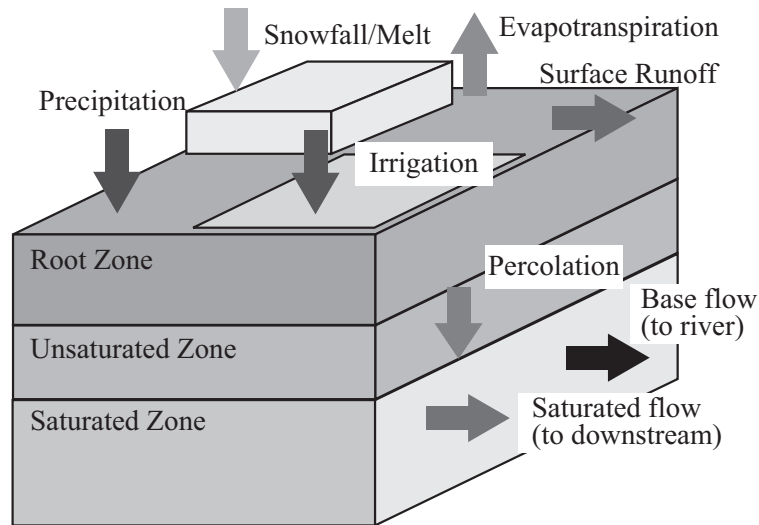 Snowfall/Melt
Evapotranspiration
Surface Runoff
Precipitation
Irrigation
Root Zone
Percolation
Base flow
(to river)
Unsaturated Zone
Saturated Zone
Saturated flow
(to downstream)